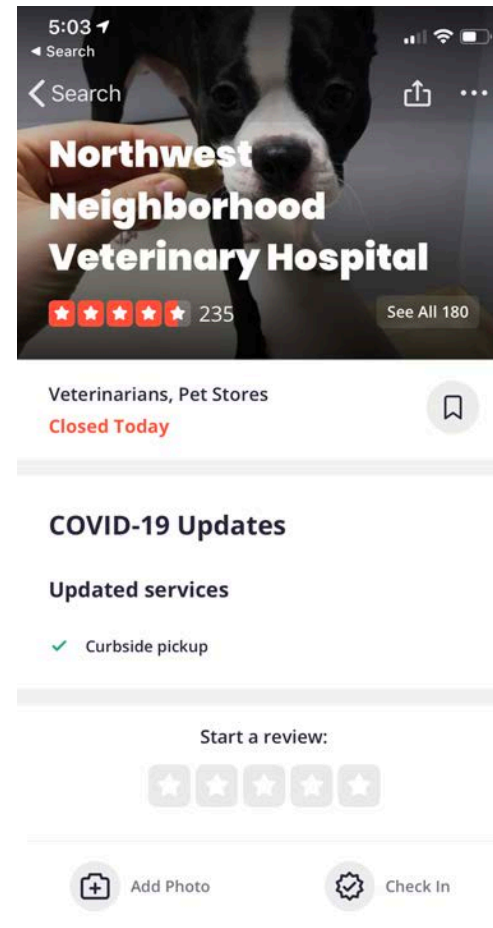 5:03
Search
Search
Northwest
Neighborhood
Veterinary Hospital
235
See All 180
Veterinarians, Pet Stores
Closed Today
COVID-19 Updates
Updated services
Curbside pickup
Start a review:
Add Photo
Check In